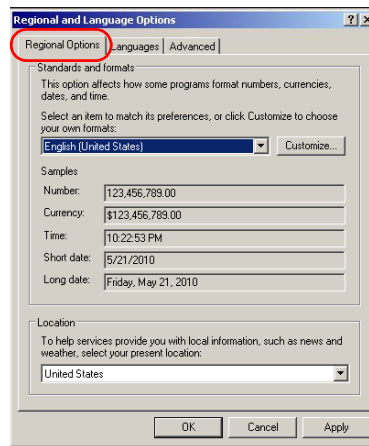 Regional and Language Options
Regional Options Languages Advanced
Standards and formats
This option affects how some programs format numbers, currencies,
dates, and time.
Select an item to match its preferences, or click Customize to choose
your own formats:
English (United States) Customize...
Samples
Number: 123,456,789.00
Currency: $123,456,789.00
Time: 10:22:53 PM
Short date: 5/21/2010
Long date: Friday, May 21, 2010
Location
To help services provide you with local information, such as news and
weather, select your present location:
United States
OK Cancel Apply